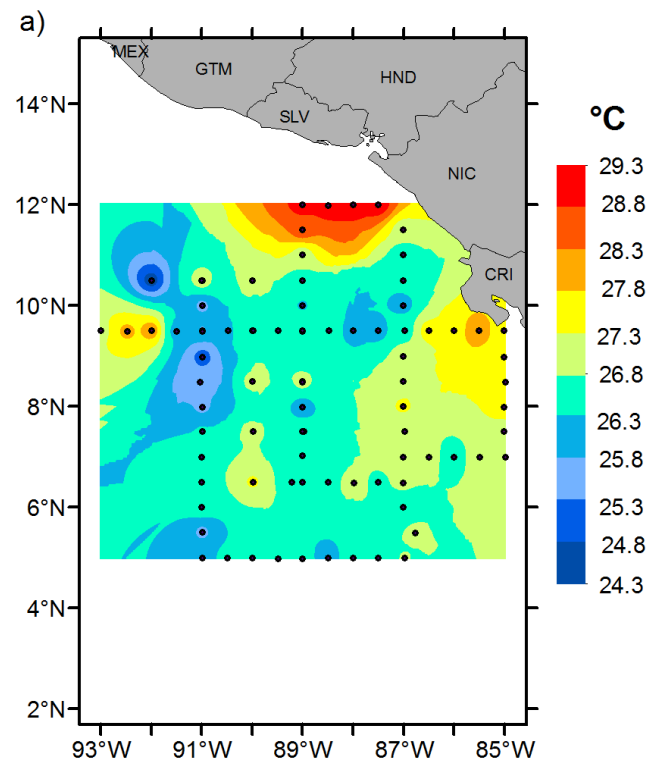 a)
MEX
GTM
HND
SLV
NIC
CRI
14°N
12°N
10°N
8°N
6°N
4°N
2°N
93°W 91°W 89°W 87°W 85°W
°C
29.3
28.8
28.3
27.8
27.3
26.8
26.3
25.8
25.3
24.8
24.3